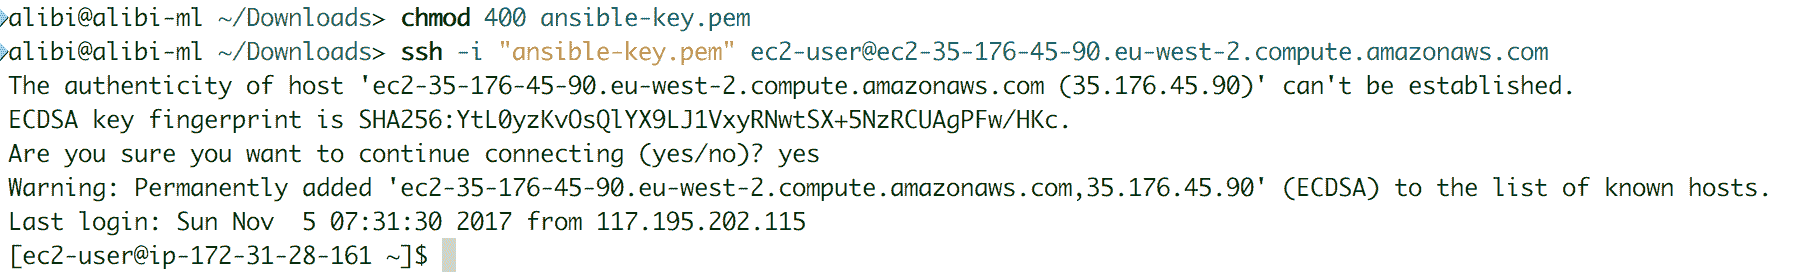 alibi@alibi-ml ~/Downloads> chmod 400 ansible-key.pem
alibi@alibi-ml ~/Downloads> ssh -i "ansible-key.pem" ec2-user@ec2-35-176-45-90.eu-west-2.compute.amazonaws.com
The authenticity of host 'ec2-35-176-45-90.eu-west-2.compute.amazonaws.com (35.176.45.90)' can't be established.
ECDSA key fingerprint is SHA256:YtL0yzKvOsQlYX9LJ1VxyRNwtSX+5NzRCUAgPFw/HKc.
Are you sure you want to continue connecting (yes/no)? yes
Warning: Permanently added 'ec2-35-176-45-90.eu-west-2.compute.amazonaws.com,35.176.45.90' (ECDSA) to the list of known hosts.
Last login: Sun Nov  5 07:31:30 2017 from 117.195.202.115
[ec2-user@ip-172-31-28-161 ~]$